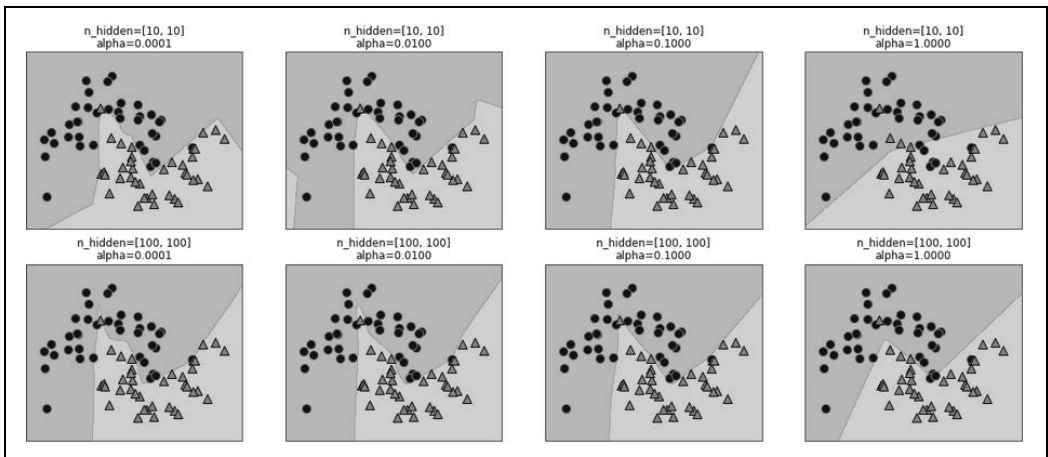 n_hidden=[10, 10]
alpha=0.0001
n_hidden=[10, 10]
alpha=0.0100
n_hidden=[10, 10]
alpha=0.1000
n_hidden=[10, 10]
alpha=1.0000
n_hidden=[100, 100]
alpha=0.0001
n_hidden=[100, 100]
alpha=0.0100
n_hidden=[100, 100]
alpha=0.1000
n_hidden=[100, 100]
alpha=1.0000